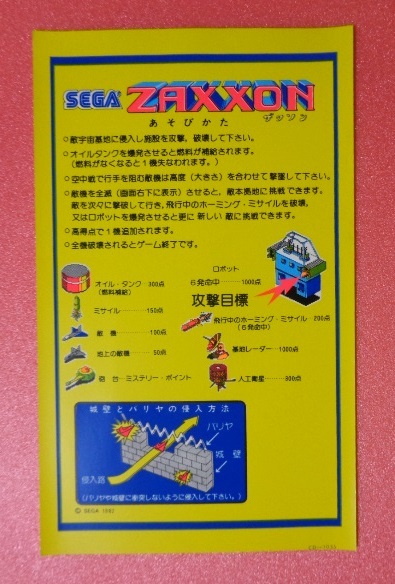 SEGA ZAXXON
あそびかた ザクソン
○敵宇宙基地に侵入し施設を攻撃、破壊して下さい。
○オイルタンクを爆発させると燃料が補給されます。
(燃料がなくなると1機失なわれます。)
○空中戦で行手を阻む敵機は高度(大きさ)を合わせて撃墜して下さい。
○敵機を全滅(画面右下に表示)させると、敵本拠地に挑戦できます。
敵を次々に撃破して行き、飛行中のホーミング・ミサイルを破壊、
又はロボットを爆発させると更に新しい敵に挑戦できます。
○高得点で1機追加されます。
○全機破壊されるとゲーム終了です。
ロボット
6発命中 1000点
オイル・タンク 300点
(燃料補給)
攻撃目標
ミサイル 150点
飛行中のホーミング・ミサイル 200点
(6発命中)
敵機 100点
基地レーダー 1000点
地上の敵機 50点
砲台 ミステリー・ポイント
人工衛星 300点
城壁とバリヤの侵入方法
バリヤ
城壁
侵入路
(バリヤや城壁に衝突しないように侵入して下さい。)
© SEGA 1982